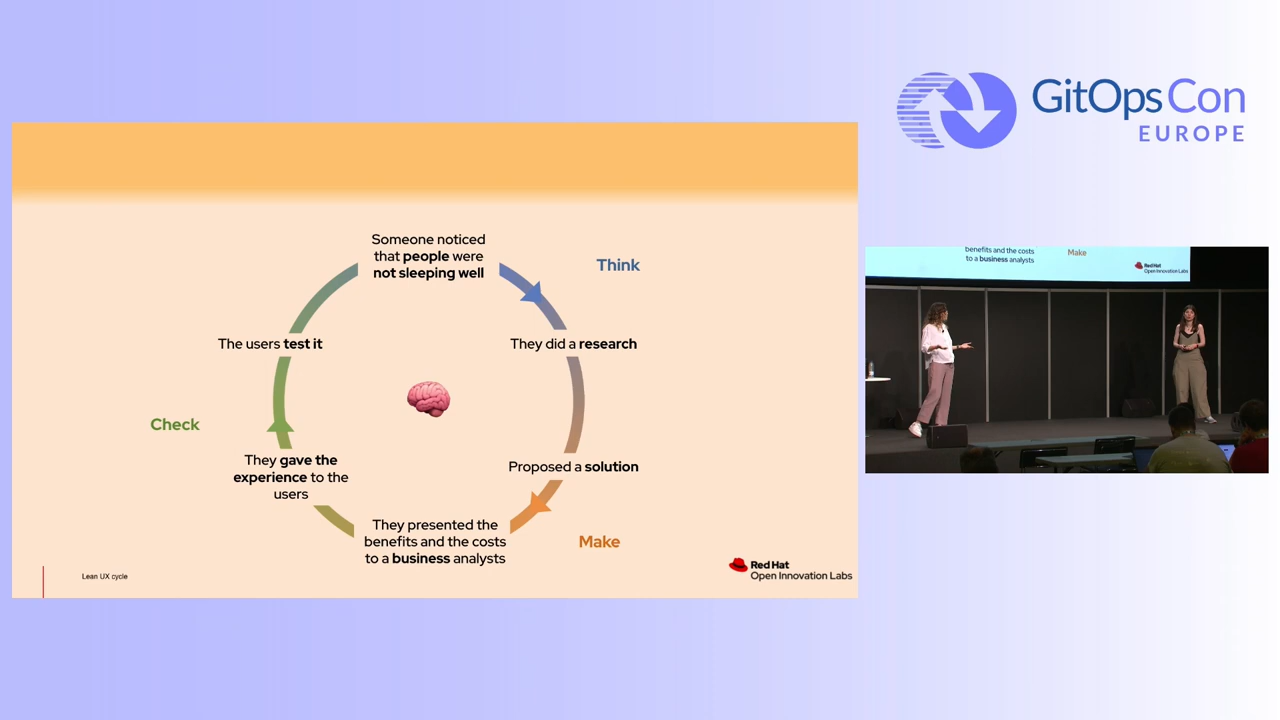 GitOpsCon
EUROPE
Someone noticed
that people were
not sleeping well
Think
The users test it
They did a research
Check
They gave the
experience to the
users
Proposed a solution
They presented the
benefits and the costs
to a business analysts
Make
Lean UX cycle
Red Hat
Open Innovation Labs
benefits and the costs
to a business analysts
Make
Red Hat
Open Innovation Labs